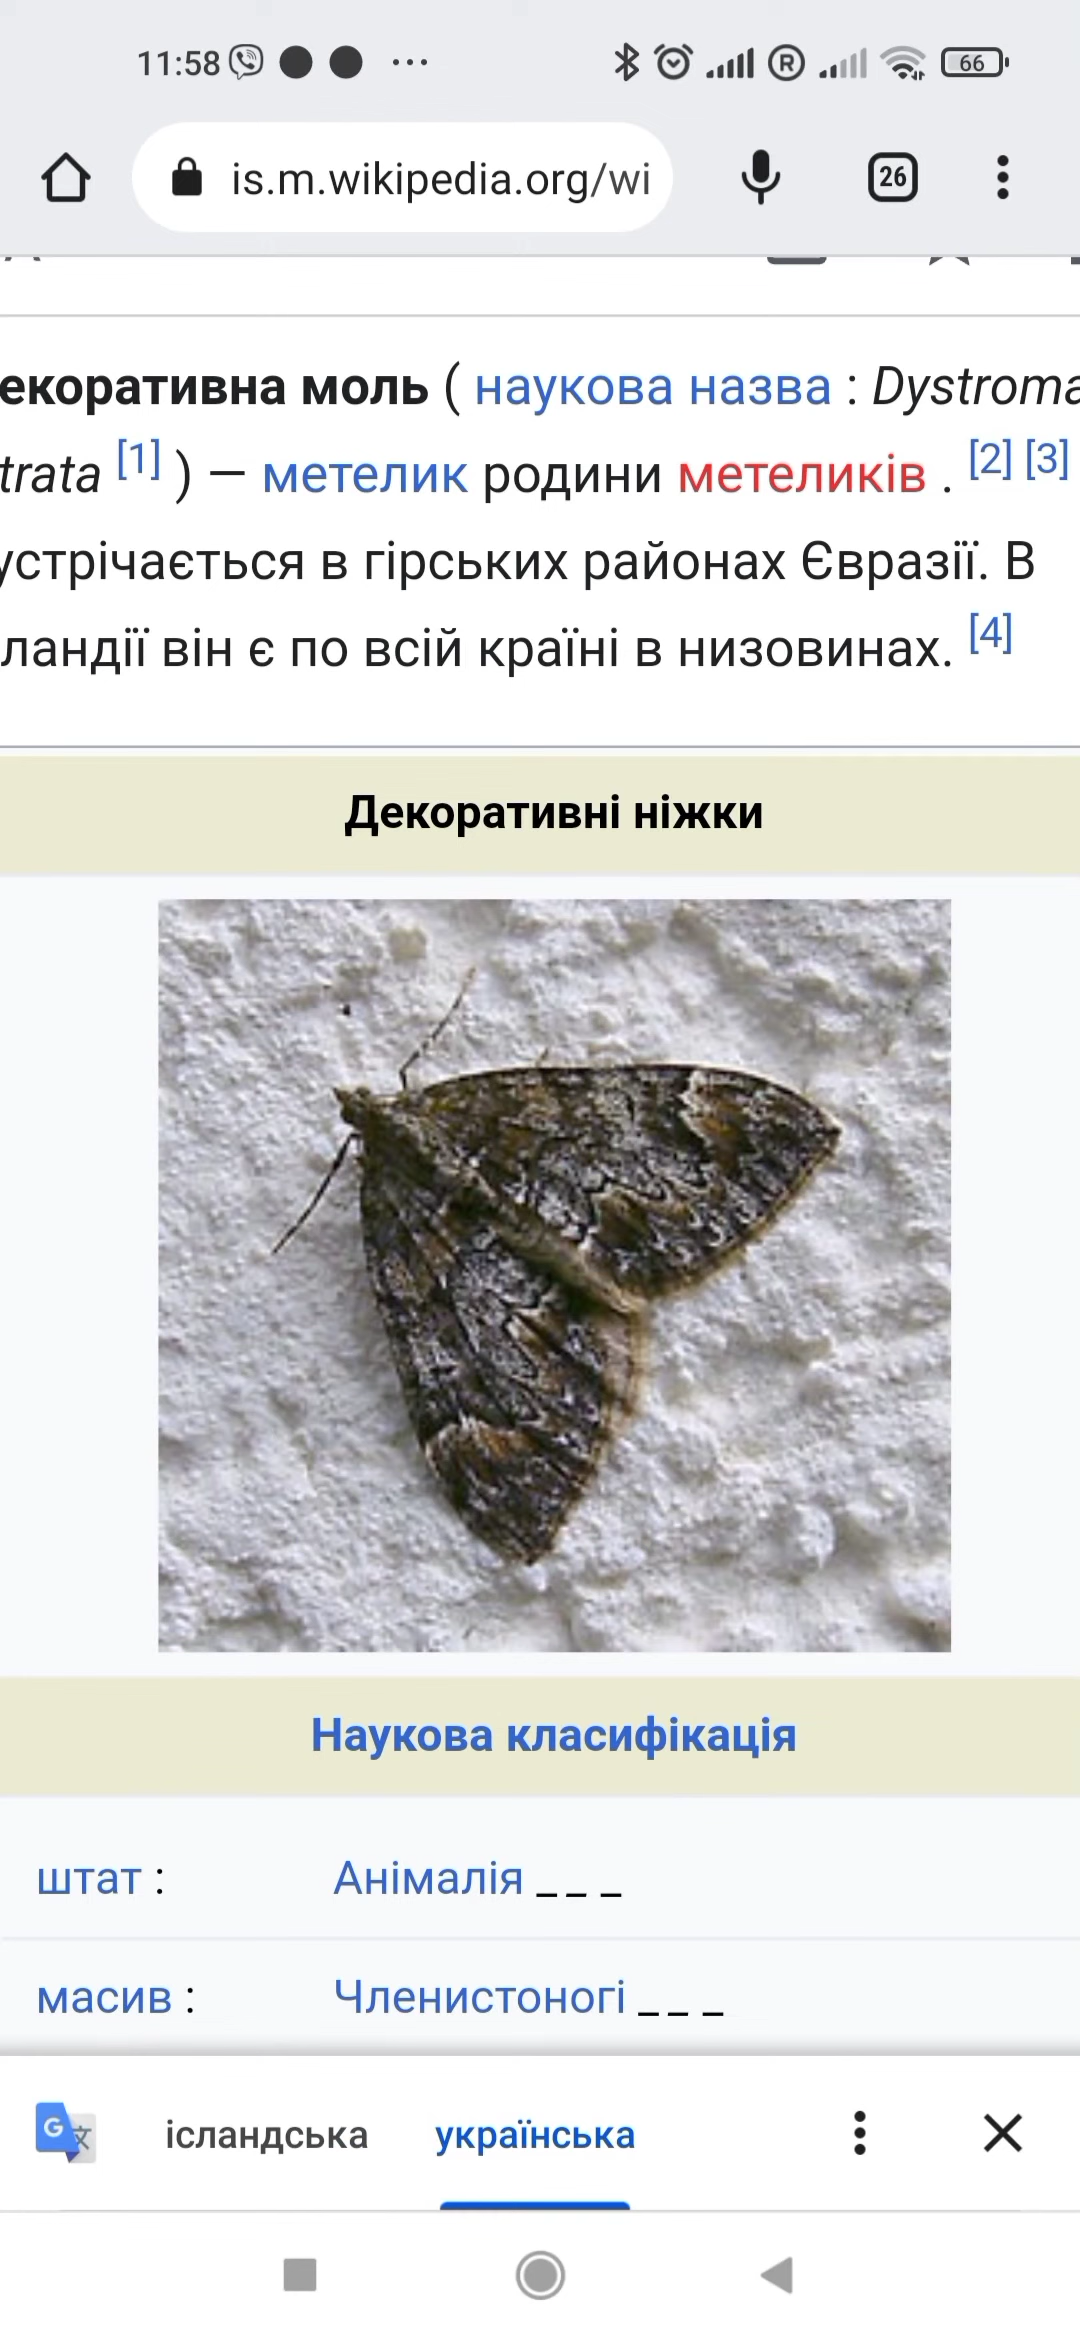 11:58 ® 66
is.m.wikipedia.org/wi 26
екоративна моль ( наукова назва : Dystroma
trata [1] ) — метелик родини метеликів . [2] [3]
устрічається в гірських районах Євразії. В
ландії він є по всій країні в низовинах. [4]
Декоративні ніжки
Наукова класифікація
штат : Анімалія _ _ _
масив : Членистоногі _ _ _
G 文 ісландська українська